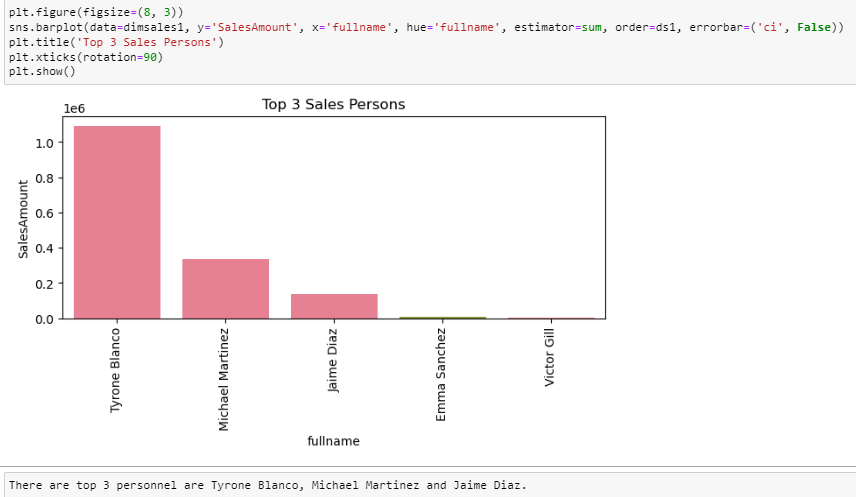 plt.figure(figsize=(8, 3))
sns.barplot(data=dimsales1, y='SalesAmount', x='fullname', hue='fullname', estimator=sum, order=ds1, errorbar=('ci', False))
plt.title('Top 3 Sales Persons')
plt.xticks(rotation=90)
plt.show()
1e6
Top 3 Sales Persons
1.0
0.8
0.6
0.4
0.2
0.0
SalesAmount
Tyrone Blanco
Michael Martinez
Jaime Diaz
Emma Sanchez
Victor Gill
fullname
There are top 3 personnel are Tyrone Blanco, Michael Martinez and Jaime Diaz.